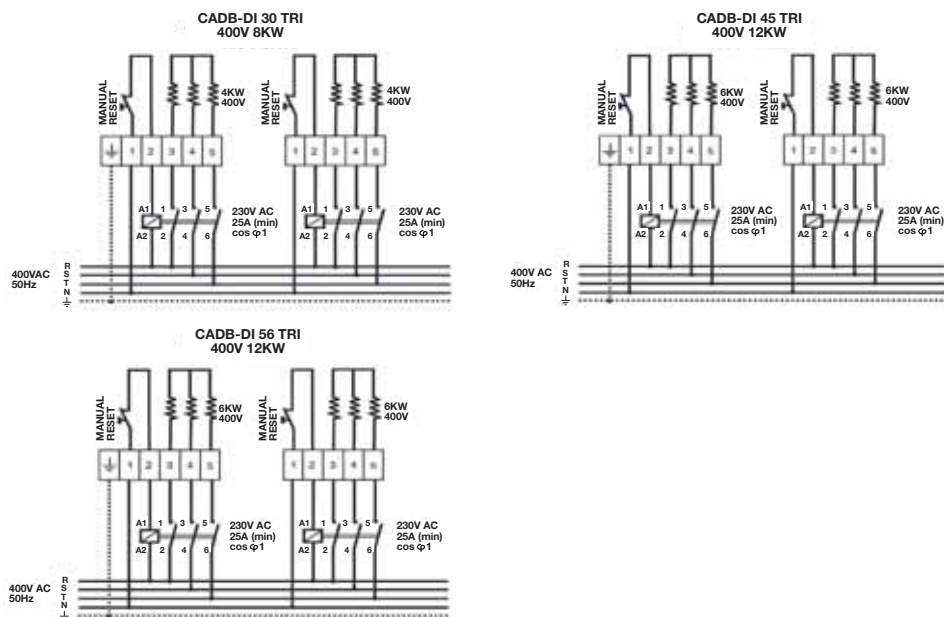 CADB-DI 30 TRI
400V 8KW
MANUAL
RESET
4KW
400V
MANUAL
RESET
4KW
400V
1 2 3 4 5
1 2 3 4 5
A1 1 3 5
A2 2 4 6
230V AC
25A (min)
cos φ1
A1 1 3 5
A2 2 4 6
230V AC
25A (min)
cos φ1
400VAC
50Hz
R
S
T
N
CADB-DI 45 TRI
400V 12KW
MANUAL
RESET
6KW
400V
MANUAL
RESET
6KW
400V
1 2 3 4 5
1 2 3 4 5
A1 1 3 5
A2 2 4 6
230V AC
25A (min)
cos φ1
A1 1 3 5
A2 2 4 6
230V AC
25A (min)
cos φ1
400V AC
50Hz
R
S
T
N
CADB-DI 56 TRI
400V 12KW
MANUAL
RESET
6KW
400V
MANUAL
RESET
6KW
400V
1 2 3 4 5
1 2 3 4 5
A1 1 3 5
A2 2 4 6
230V AC
25A (min)
cos φ1
A1 1 3 5
A2 2 4 6
230V AC
25A (min)
cos φ1
400V AC
50Hz
R
S
T
N